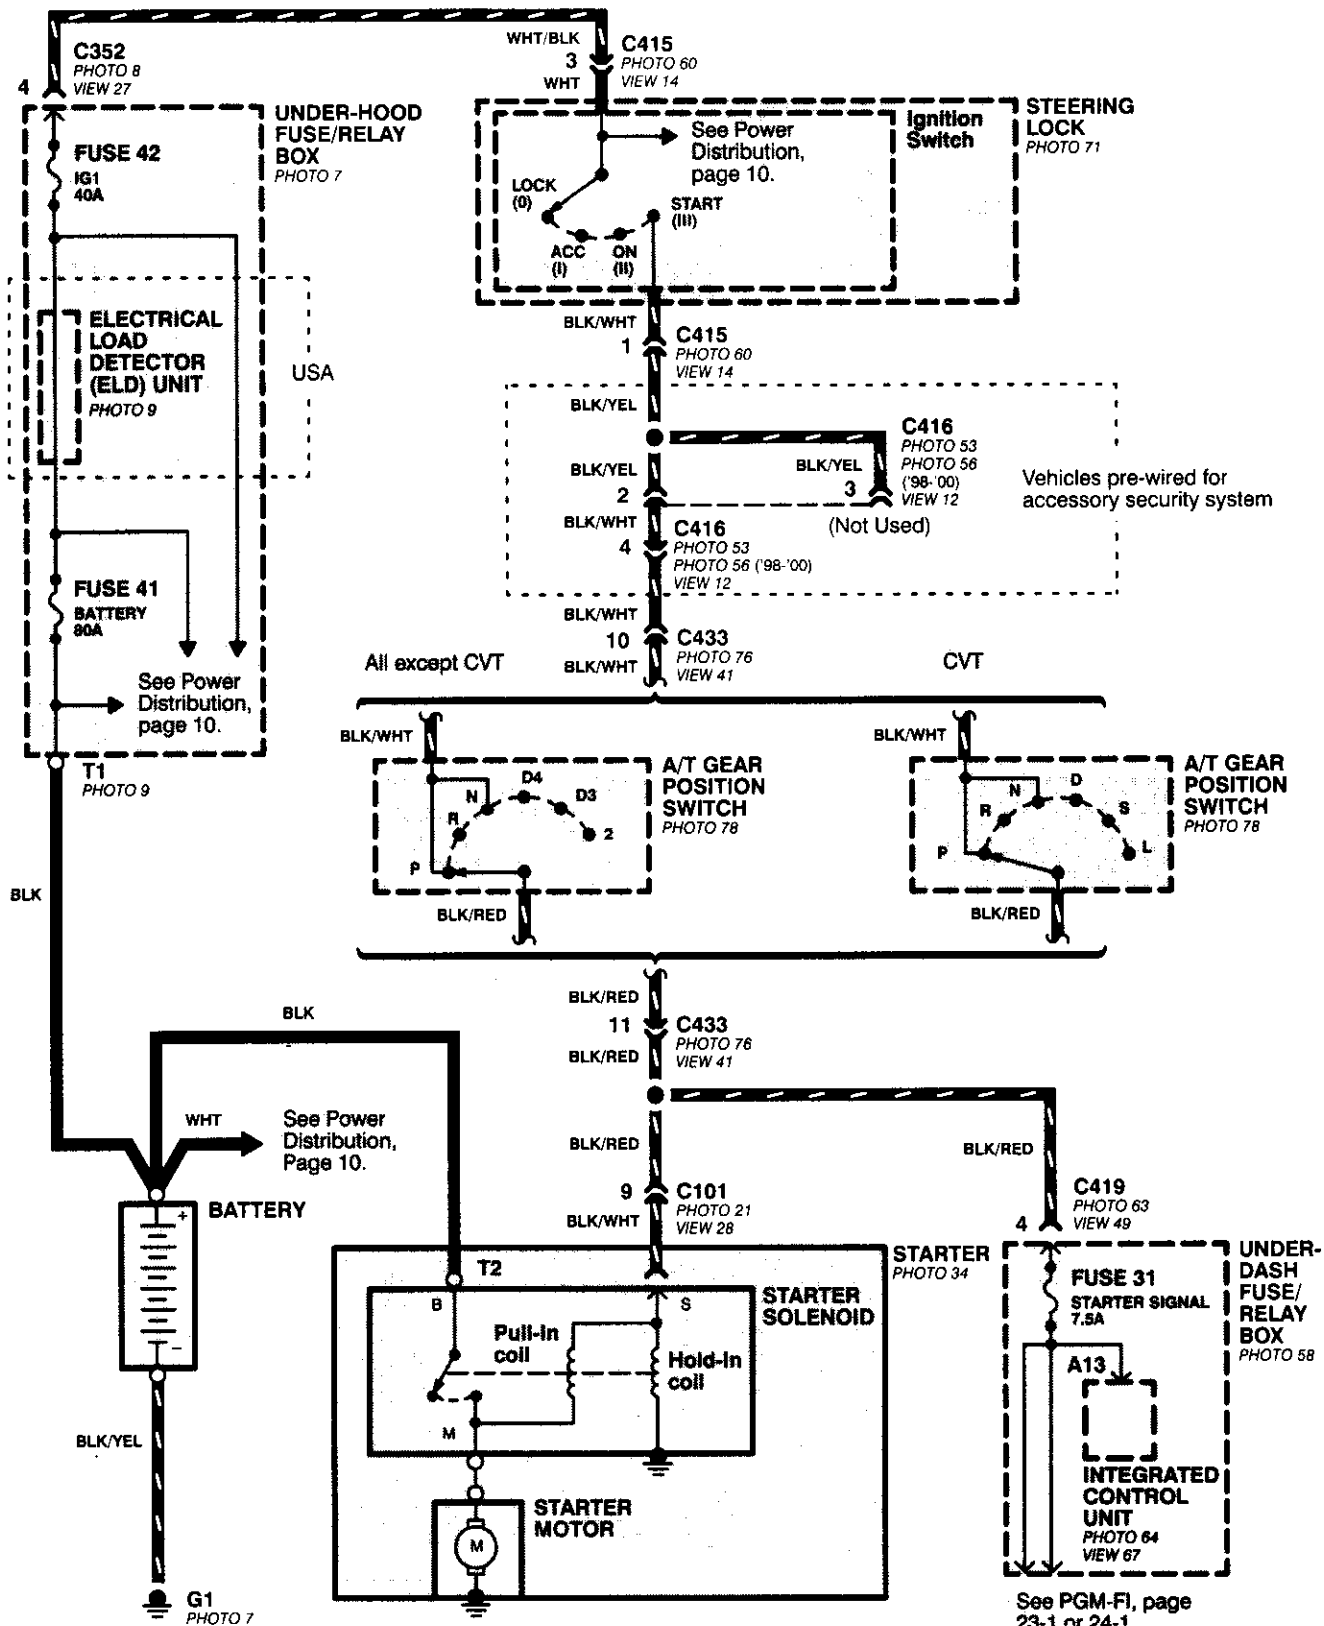 WHT/BLK
3
C415
PHOTO 60
VIEW 14
WHT
C352
PHOTO 8
VIEW 27
4
UNDER-HOOD
FUSE/RELAY
BOX
PHOTO 7
FUSE 42
IG1
40A
STEERING
LOCK
PHOTO 71
Ignition
Switch
See Power
Distribution,
page 10.
LOCK
(0)
START
(III)
ACC
(I)
ON
(II)
ELECTRICAL
LOAD
DETECTOR
(ELD) UNIT
PHOTO 9
USA
BLK/WHT
1
C415
PHOTO 60
VIEW 14
BLK/YEL
BLK/YEL
2
BLK/YEL
3
C416
PHOTO 53
PHOTO 56
('98-'00)
VIEW 12
(Not Used)
Vehicles pre-wired for
accessory security system
BLK/WHT
4
C416
PHOTO 53
PHOTO 56 ('98-'00)
VIEW 12
FUSE 41
BATTERY
80A
See Power
Distribution,
page 10.
T1
PHOTO 9
BLK/WHT
10
C433
PHOTO 76
VIEW 41
BLK/WHT
All except CVT
CVT
BLK/WHT
A/T GEAR
POSITION
SWITCH
PHOTO 78
P
R
N
D4
D3
2
BLK/RED
BLK/WHT
A/T GEAR
POSITION
SWITCH
PHOTO 78
P
R
N
D
S
L
BLK/RED
BLK
BLK/RED
11
C433
PHOTO 76
VIEW 41
BLK/RED
BLK
WHT
See Power
Distribution,
Page 10.
BATTERY
+
-
BLK/YEL
G1
PHOTO 7
BLK/RED
9
C101
PHOTO 21
VIEW 28
BLK/WHT
BLK/RED
4
C419
PHOTO 63
VIEW 49
STARTER
PHOTO 34
T2
STARTER
SOLENOID
B
S
Pull-in
coil
Hold-in
coil
M
STARTER
MOTOR
M
UNDER-
DASH
FUSE/
RELAY
BOX
PHOTO 58
FUSE 31
STARTER SIGNAL
7.5A
A13
INTEGRATED
CONTROL
UNIT
PHOTO 64
VIEW 67
See PGM-FI, page
23-1 or 24-1